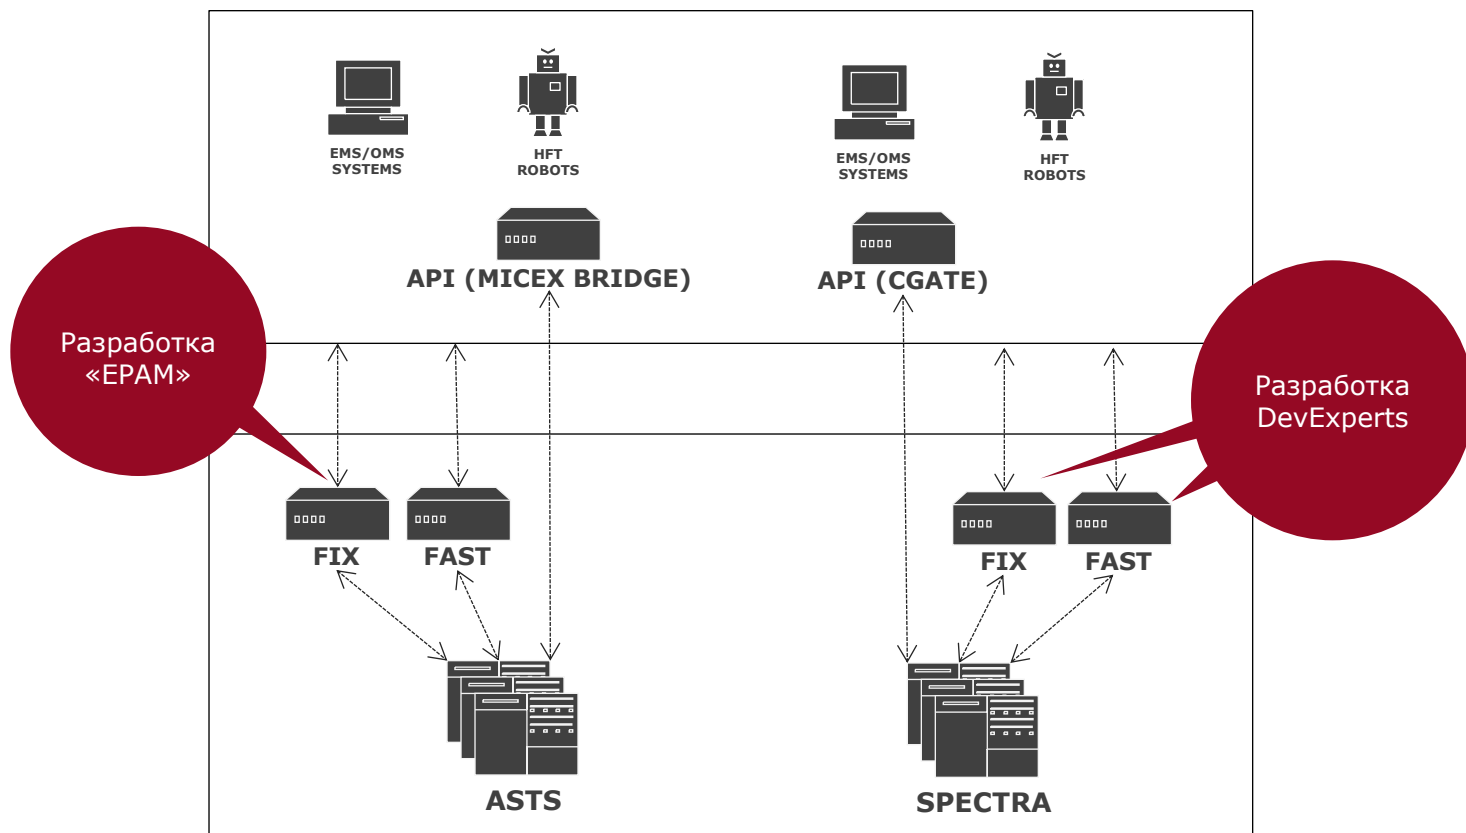 EMS/OMS
SYSTEMS
HFT
ROBOTS
EMS/OMS
SYSTEMS
HFT
ROBOTS
API (MICEX BRIDGE)
API (CGATE)
Разработка
«EPAM»
Разработка
DevExperts
FIX
FAST
FIX
FAST
ASTS
SPECTRA